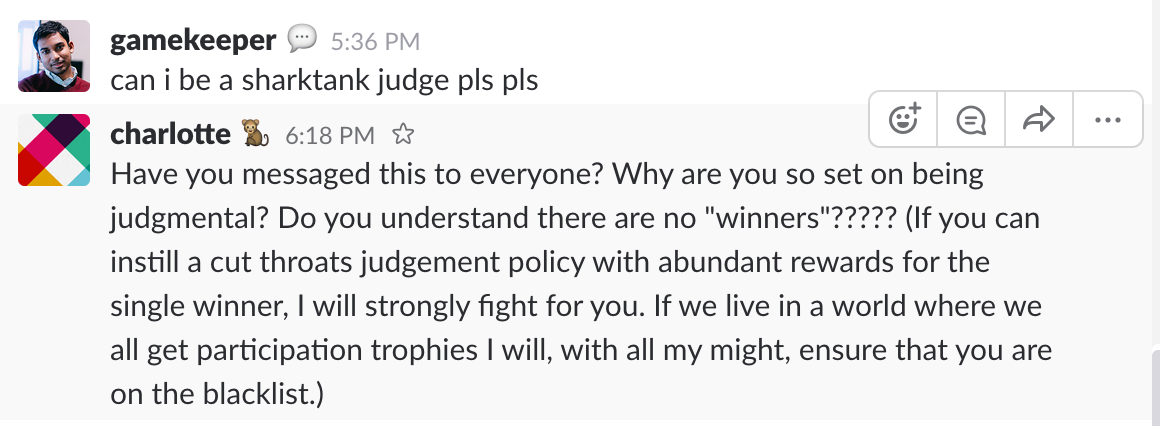 gamekeeper 💬 5:36 PM
can i be a sharktank judge pls pls
charlotte 🐒 6:18 PM
Have you messaged this to everyone? Why are you so set on being
judgmental? Do you understand there are no "winners"????? (If you can
instill a cut throats judgement policy with abundant rewards for the
single winner, I will strongly fight for you. If we live in a world where we
all get participation trophies I will, with all my might, ensure that you are
on the blacklist.)